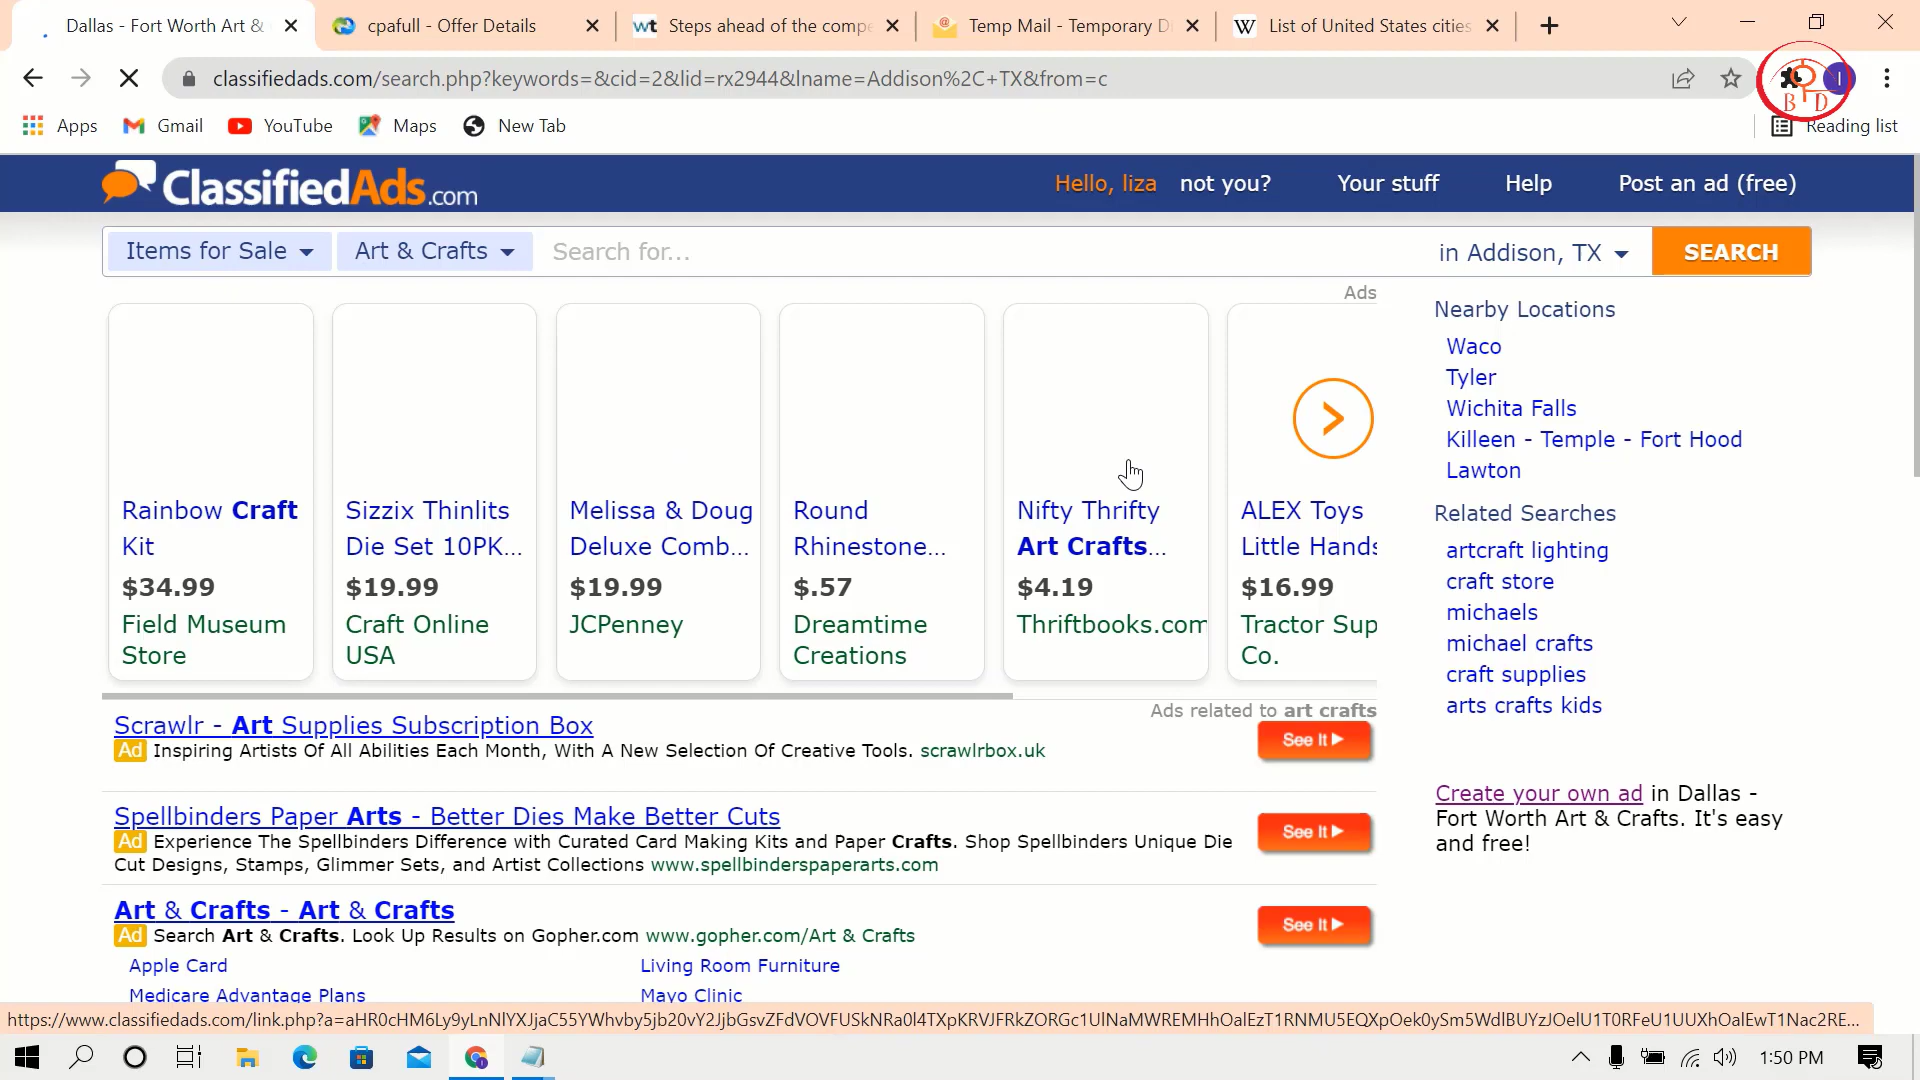 Dallas - Fort Worth Art &
cpafull - Offer Details
wt Steps ahead of the compe
Temp Mail - Temporary Di
W List of United States cities
classifiedads.com/search.php?keywords=&cid=2&lid=rx2944&lname=Addison%2C+TX&from=c
B D
I
Apps
Gmail
YouTube
Maps
New Tab
Reading list
ClassifiedAds.com
Hello, liza not you?
Your stuff
Help
Post an ad (free)
Items for Sale
Art & Crafts
Search for...
in Addison, TX
SEARCH
Ads
Rainbow Craft
Kit
$34.99
Field Museum
Store
Sizzix Thinlits
Die Set 10PK...
$19.99
Craft Online
USA
Melissa & Doug
Deluxe Comb...
$19.99
JCPenney
Round
Rhinestone...
$.57
Dreamtime
Creations
Nifty Thrifty
Art Crafts...
$4.19
Thriftbooks.com
ALEX Toys
Little Hands
$16.99
Tractor Sup
Co.
Nearby Locations
Waco
Tyler
Wichita Falls
Killeen - Temple - Fort Hood
Lawton
Related Searches
artcraft lighting
craft store
michaels
michael crafts
craft supplies
arts crafts kids
Create your own ad in Dallas -
Fort Worth Art & Crafts. It's easy
and free!
Ads related to art crafts
Scrawlr - Art Supplies Subscription Box
Ad Inspiring Artists Of All Abilities Each Month, With A New Selection Of Creative Tools. scrawlrbox.uk
See It
Spellbinders Paper Arts - Better Dies Make Better Cuts
Ad Experience The Spellbinders Difference with Curated Card Making Kits and Paper Crafts. Shop Spellbinders Unique Die
Cut Designs, Stamps, Glimmer Sets, and Artist Collections www.spellbinderspaperarts.com
See It
Art & Crafts - Art & Crafts
Ad Search Art & Crafts. Look Up Results on Gopher.com www.gopher.com/Art & Crafts
See It
Apple Card
Living Room Furniture
Medicare Advantage Plans
Mayo Clinic
1:50 PM